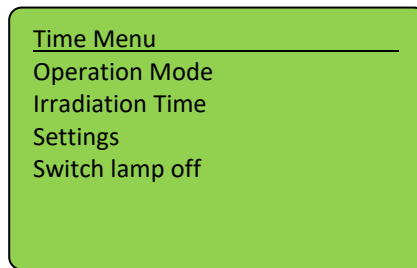 Time Menu
Operation Mode
Irradiation Time
Settings
Switch lamp off